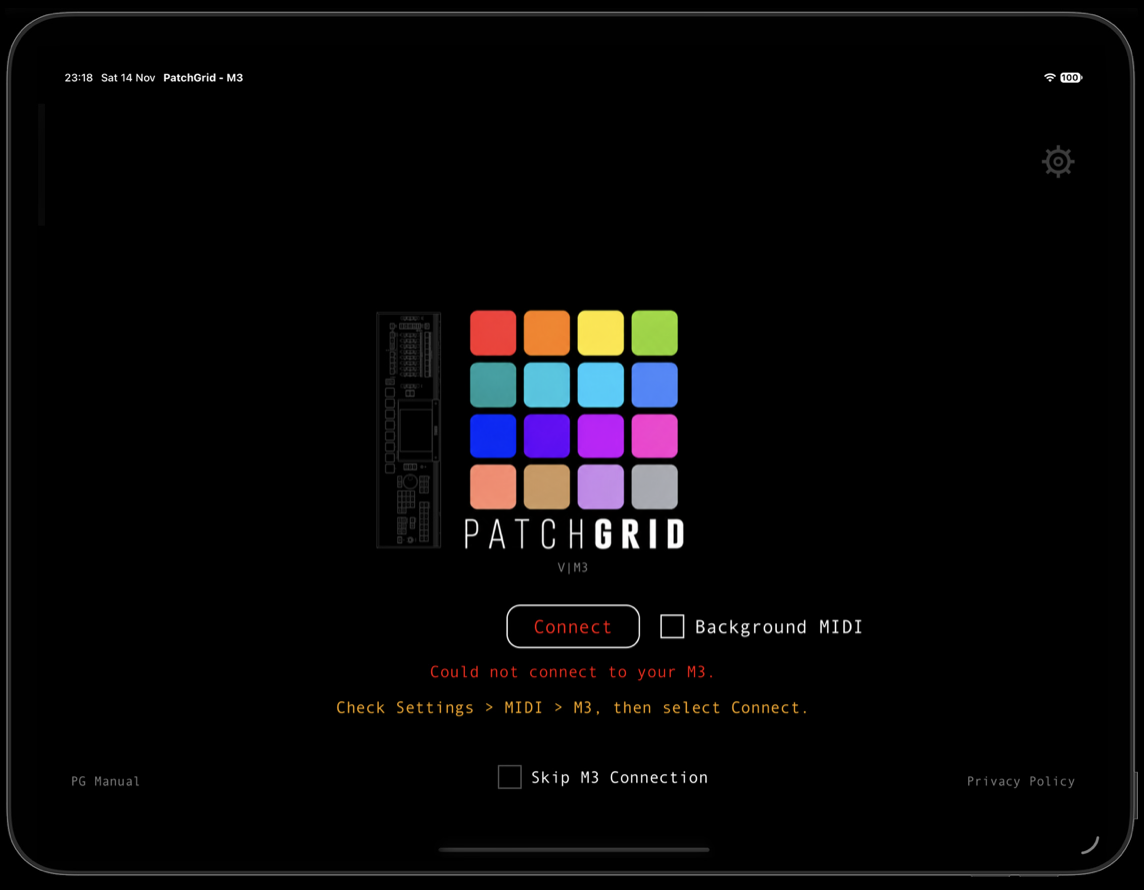 23:18 Sat 14 Nov PatchGrid - M3
100
PATCHGRID
V|M3
Connect
Background MIDI
Could not connect to your M3.
Check Settings > MIDI > M3, then select Connect.
PG Manual
Skip M3 Connection
Privacy Policy